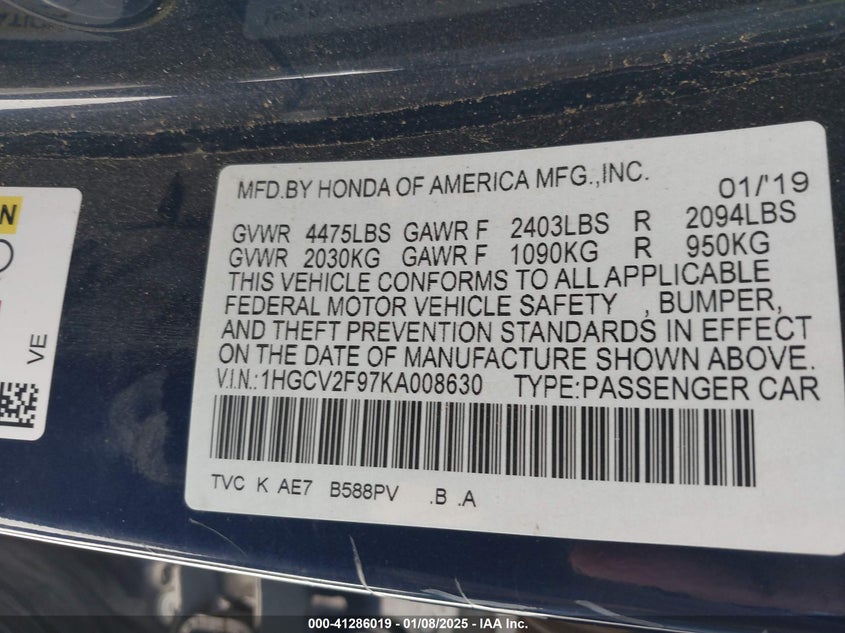 MFD.BY HONDA OF AMERICA MFG.,INC. 01/'19
GVWR 4475LBS GAWR F 2403LBS R 2094LBS
GVWR 2030KG GAWR F 1090KG R 950KG
THIS VEHICLE CONFORMS TO ALL APPLICABLE
FEDERAL MOTOR VEHICLE SAFETY , BUMPER,
AND THEFT PREVENTION STANDARDS IN EFFECT
ON THE DATE OF MANUFACTURE SHOWN ABOVE.
V.I.N.:1HGCV2F97KA008630 TYPE:PASSENGER CAR
TVC K AE7 B588PV .B .A
VE
000-41286019 - 01/08/2025 - IAA Inc.